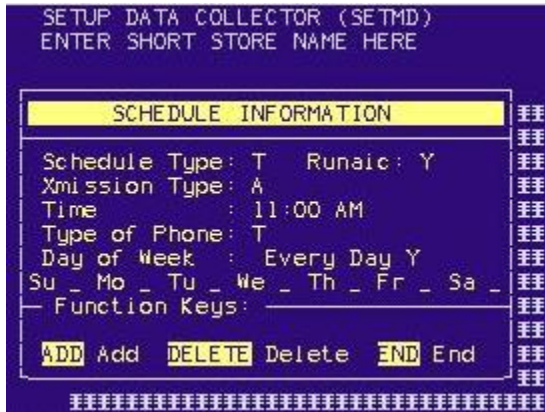 SETUP DATA COLLECTOR (SETMD)
ENTER SHORT STORE NAME HERE
SCHEDULE INFORMATION
Schedule Type: T Runaic: Y
Xmission Type: A
Time : 11:00 AM
Type of Phone: T
Day of Week : Every Day Y
Su _ Mo _ Tu _ We _ Th _ Fr _ Sa _
Function Keys:
ADD Add DELETE Delete END End